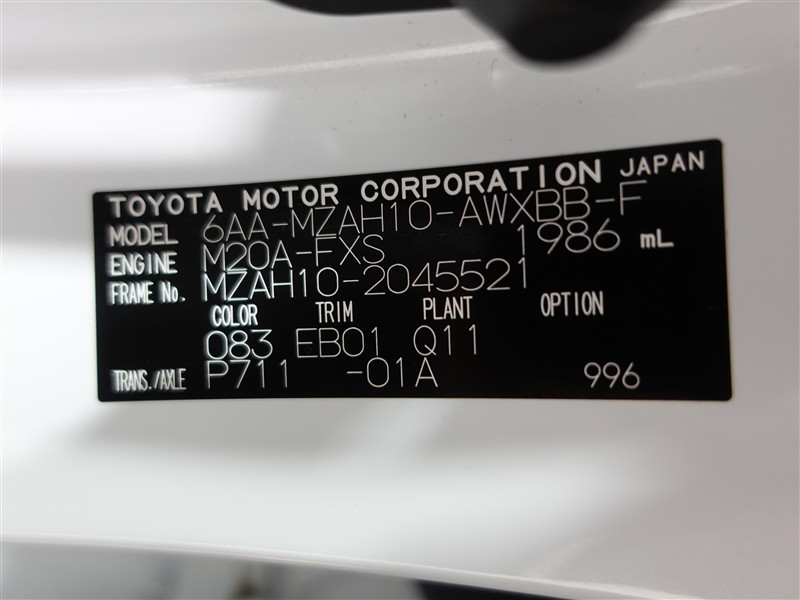 TOYOTA MOTOR CORPORATION JAPAN
MODEL 6AA-MZAH10-AWXBB-F
ENGINE M20A-FXS 1986 mL
FRAME No. MZAH10-2045521
COLOR TRIM PLANT OPTION
083 EB01 Q11
TRANS./AXLE P711 -01A 996